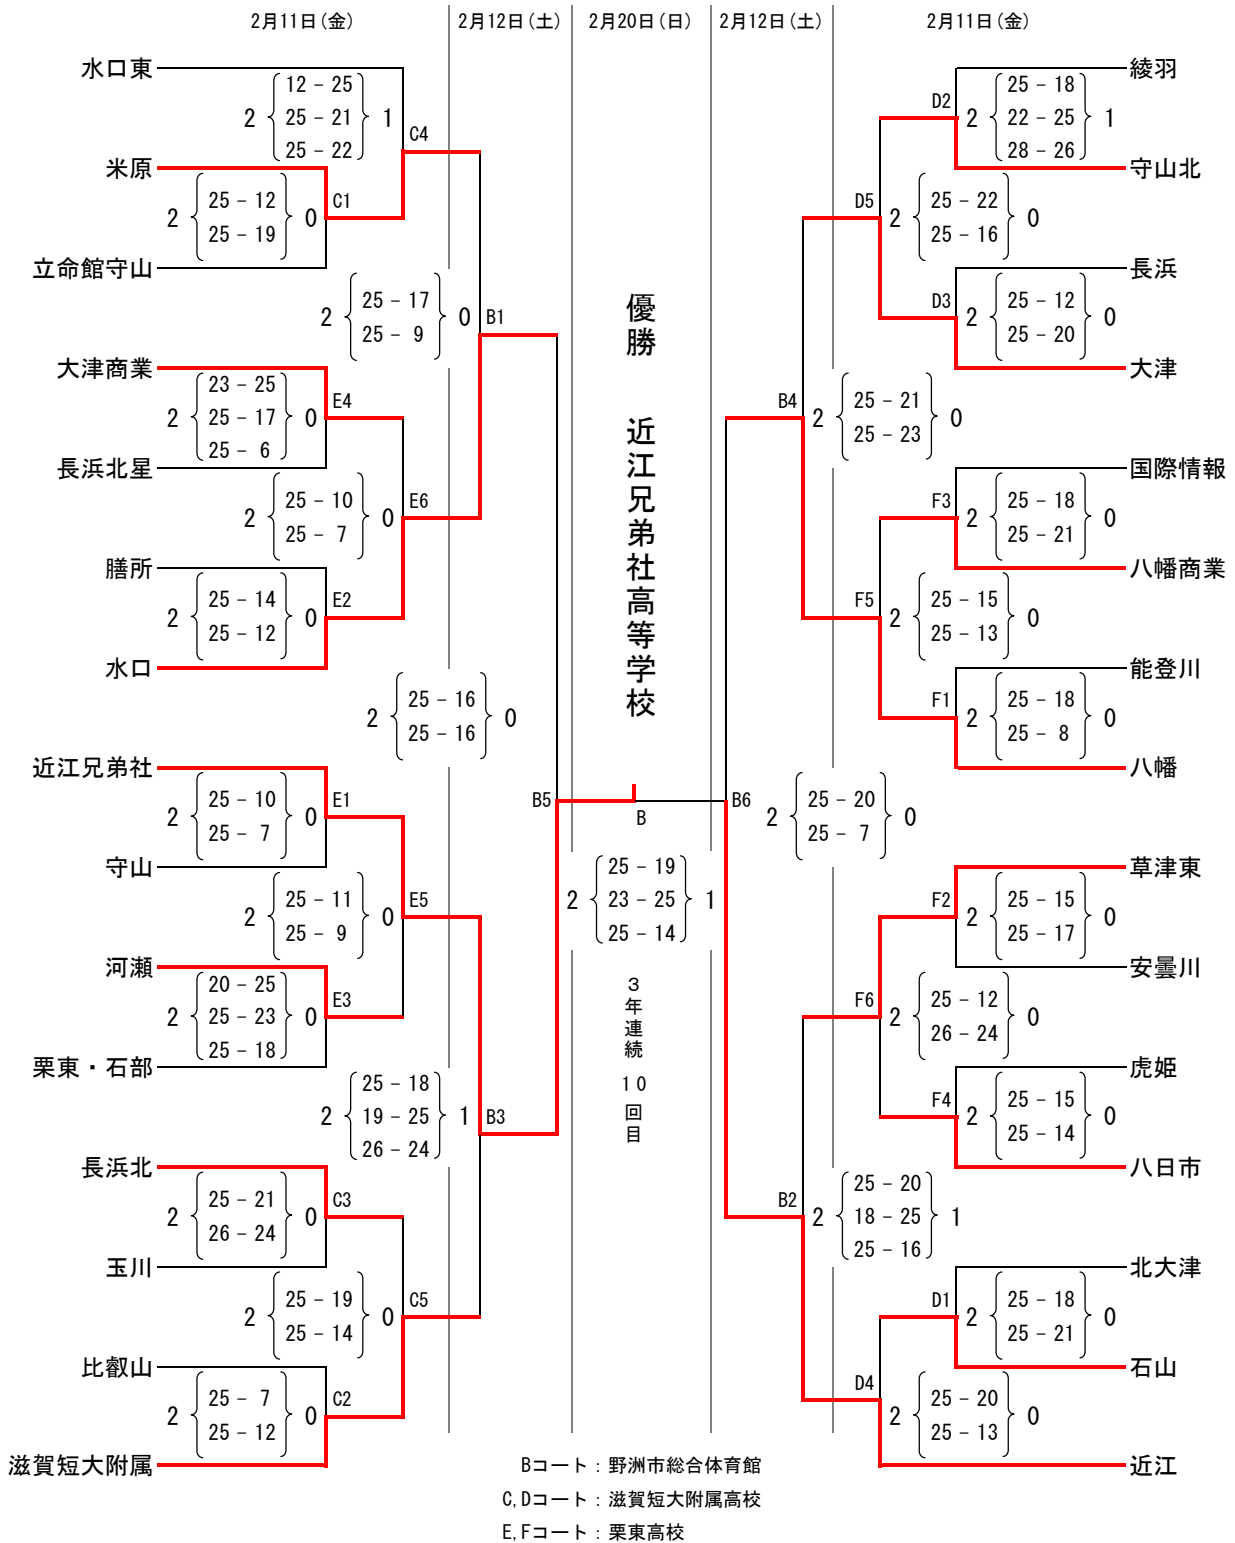 2月11日(金) 2月12日(土) 2月20日(日) 2月12日(土) 2月11日(金)
水口東
12 - 25
2 25 - 21 1
25 - 22
C4
米原
25 - 12
2 0
25 - 19
C1
立命館守山
25 - 17
2 0
25 - 9
B1
大津商業
23 - 25
2 25 - 17 0
25 - 6
E4
長浜北星
25 - 10
2 0
25 - 7
E6
膳所
25 - 14
2 0
25 - 12
E2
水口
25 - 16
2 0
25 - 16
B5
近江兄弟社
25 - 10
2 0
25 - 7
E1
守山
25 - 11
2 0
25 - 9
E5
河瀬
20 - 25
2 25 - 23 0
25 - 18
E3
栗東・石部
25 - 18
2 19 - 25 1
26 - 24
B3
長浜北
25 - 21
2 0
26 - 24
C3
玉川
25 - 19
2 0
25 - 14
C5
比叡山
25 - 7
2 0
25 - 12
C2
滋賀短大附属
優勝 近江兄弟社高等学校
B
25 - 19
2 23 - 25 1
25 - 14
3年連続 10回目
綾羽
D2
25 - 18
2 22 - 25 1
28 - 26
守山北
D5
25 - 22
2 0
25 - 16
長浜
D3
25 - 12
2 0
25 - 20
大津
B4
25 - 21
2 0
25 - 23
国際情報
F3
25 - 18
2 0
25 - 21
八幡商業
F5
25 - 15
2 0
25 - 13
能登川
F1
25 - 18
2 0
25 - 8
八幡
B6
25 - 20
2 0
25 - 7
草津東
F2
25 - 15
2 0
25 - 17
安曇川
F6
25 - 12
2 0
26 - 24
虎姫
F4
25 - 15
2 0
25 - 14
八日市
B2
25 - 20
2 18 - 25 1
25 - 16
北大津
D1
25 - 18
2 0
25 - 21
石山
D4
25 - 20
2 0
25 - 13
近江
Bコート：野洲市総合体育館
C,Dコート：滋賀短大附属高校
E,Fコート：栗東高校